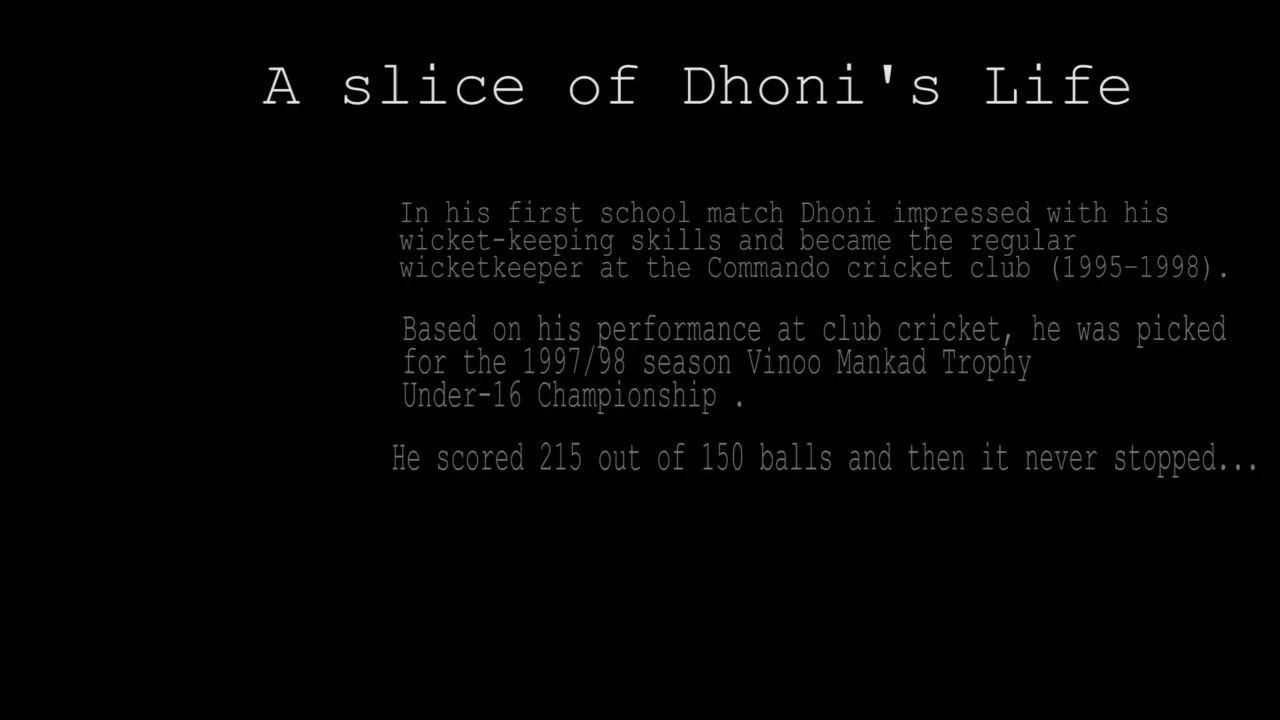 A slice of Dhoni's Life
In his first school match Dhoni impressed with his
wicket-keeping skills and became the regular
wicketkeeper at the Commando cricket club (1995-1998).
Based on his performance at club cricket, he was picked
for the 1997/98 season Vinoo Mankad Trophy
Under-16 Championship .
He scored 215 out of 150 balls and then it never stopped...